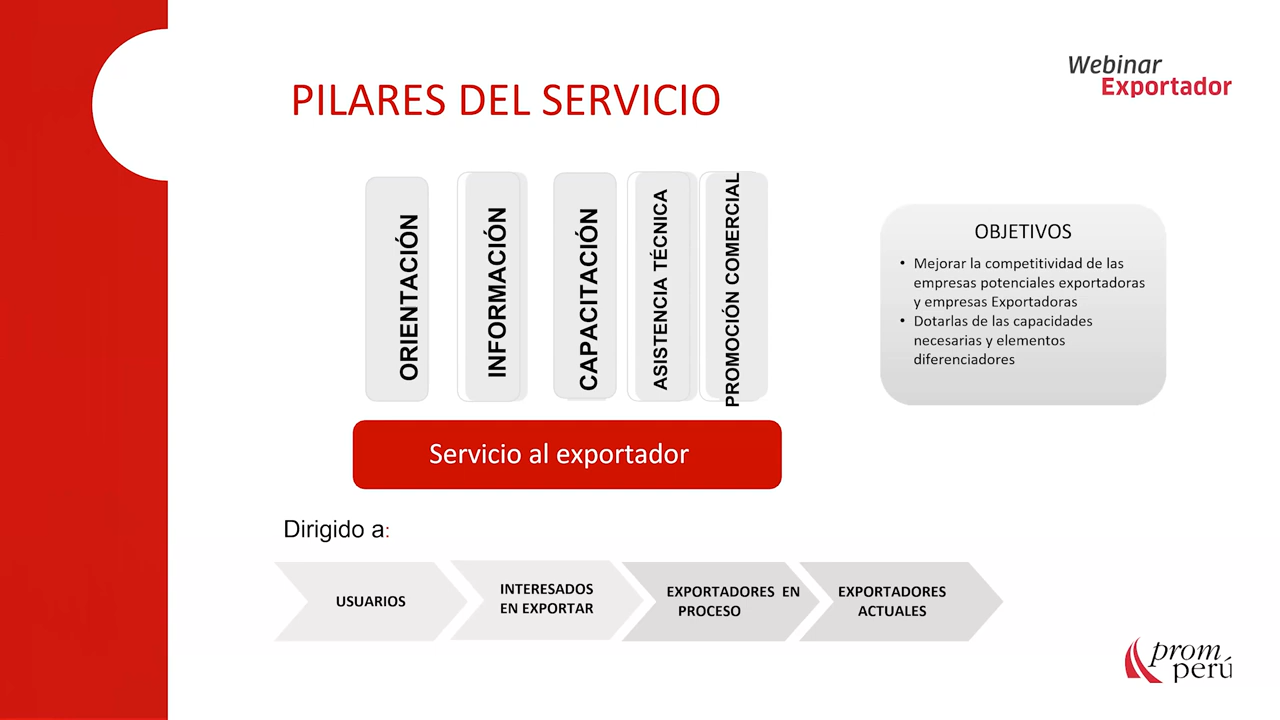 Webinar
Exportador
PILARES DEL SERVICIO
ORIENTACIÓN
INFORMACIÓN
CAPACITACIÓN
ASISTENCIA TÉCNICA
PROMOCIÓN COMERCIAL
Servicio al exportador
OBJETIVOS
• Mejorar la competitividad de las
empresas potenciales exportadoras
y empresas Exportadoras
• Dotarlas de las capacidades
necesarias y elementos
diferenciadores
Dirigido a:
USUARIOS
INTERESADOS
EN EXPORTAR
EXPORTADORES EN
PROCESO
EXPORTADORES
ACTUALES
prom
perú